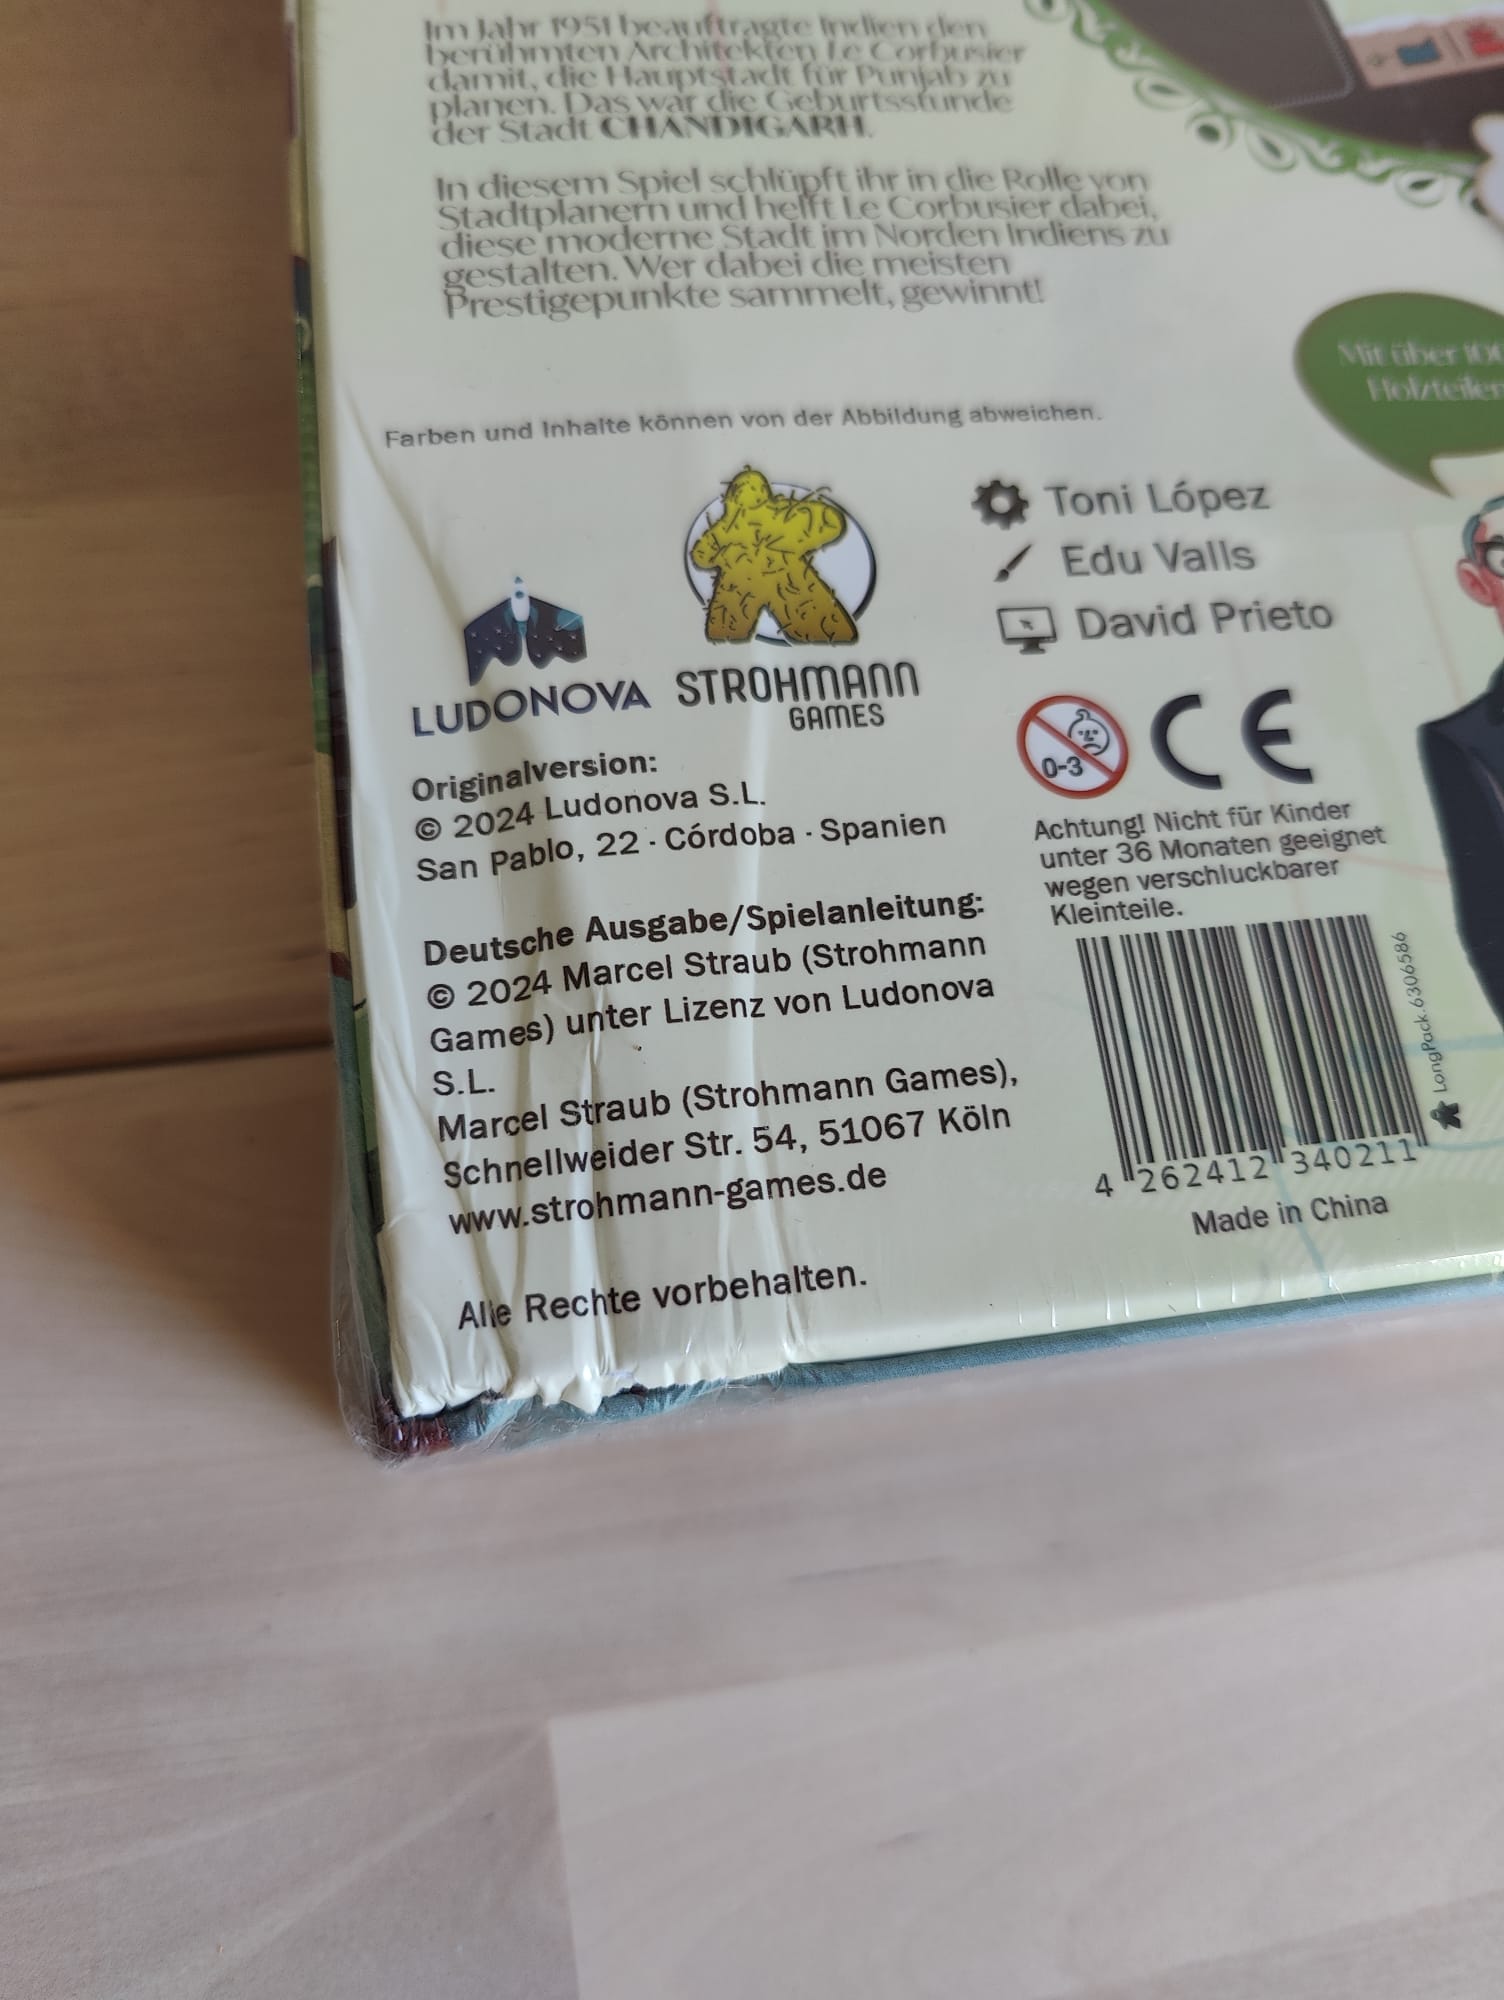 Im Jahr 1951 beauftragte Indien den
berühmten Architekten Le Corbusier
damit, die Hauptstadt für Punjab zu
planen. Das war die Geburtsstunde
der Stadt CHANDIGARH.
In diesem Spiel schlüpft ihr in die Rolle von
Stadtplanern und helft Le Corbusier dabei,
diese moderne Stadt im Norden Indiens zu
gestalten. Wer dabei die meisten
Prestigepunkte sammelt, gewinnt!
Mit über
Farben und Inhalte können von der Abbildung abweichen.
Toni López
Edu Valls
David Prieto
LUDONOVA
STROHMANN
GAMES
Originalversion:
© 2024 Ludonova S.L.
San Pablo, 22 · Córdoba · Spanien
Deutsche Ausgabe/Spielanleitung:
© 2024 Marcel Straub (Strohmann
Games) unter Lizenz von Ludonova
S.L.
Marcel Straub (Strohmann Games),
Schnellweider Str. 54, 51067 Köln
www.strohmann-games.de
Alle Rechte vorbehalten.
0-3
CE
Achtung! Nicht für Kinder
unter 36 Monaten geeignet
wegen verschluckbarer
Kleinteile.
LongPack.6306586
4 262412 340211
Made in China